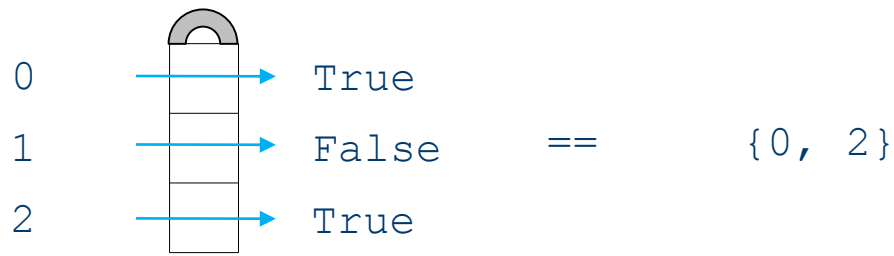 0 True
1 False == {0, 2}
2 True